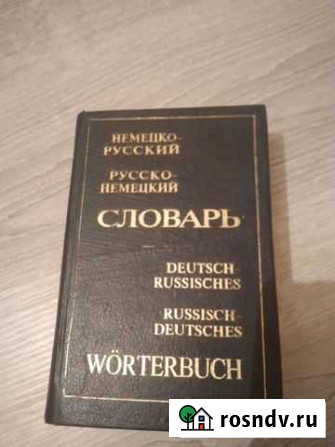 НЕМЕЦКО-
РУССКИЙ
РУССКО-
НЕМЕЦКИЙ
СЛОВАРЬ
DEUTSCH-
RUSSISCHES
RUSSISCH-
DEUTSCHES
WÖRTERBUCH
rosndv.ru